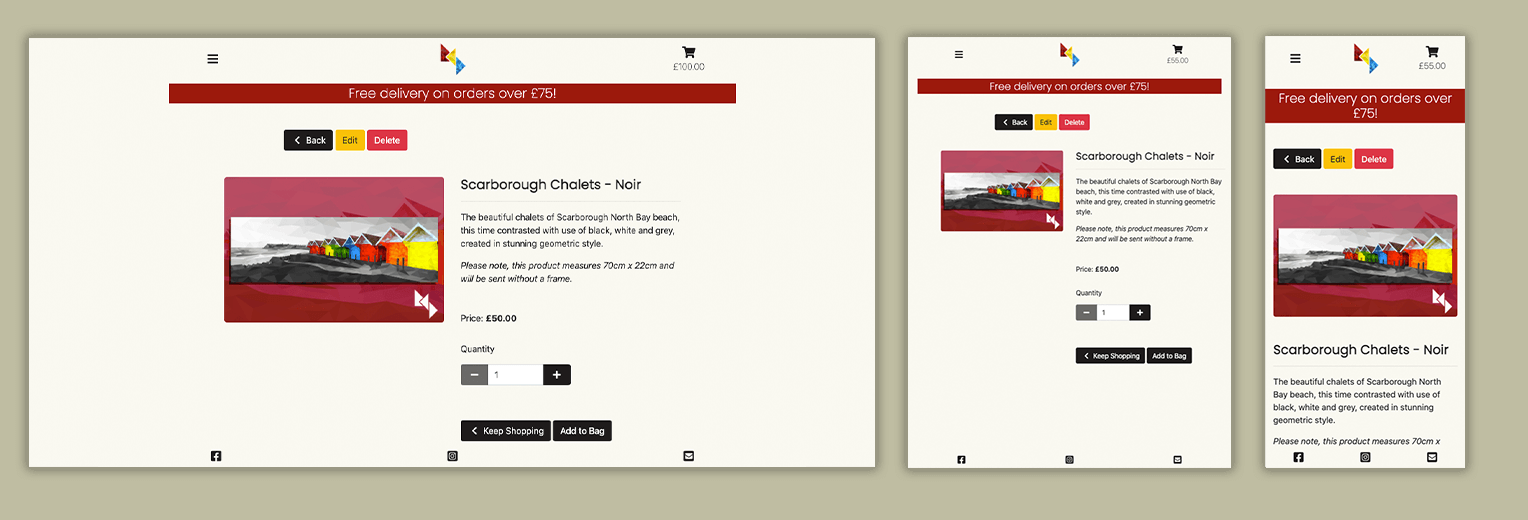 £100.00
Free delivery on orders over £75!
Back Edit Delete
Scarborough Chalets - Noir
The beautiful chalets of Scarborough North Bay beach,
this time contrasted with use of black, white and grey,
created in stunning geometric style.
Please note, this product measures 70cm x 22cm and
will be sent without a frame.
Price: £50.00
Quantity
1
Keep Shopping Add to Bag
£55.00
Free delivery on orders over £75!
Back Edit Delete
Scarborough Chalets - Noir
The beautiful chalets of Scarborough North Bay
beach, this time contrasted with use of black,
white and grey, created in stunning geometric
style.
Please note, this product measures 70cm x
22cm and will be sent without a frame.
Price: £50.00
Quantity
1
Keep Shopping Add to Bag
£55.00
Free delivery on orders over
£75!
Back Edit Delete
Scarborough Chalets - Noir
The beautiful chalets of Scarborough North
Bay beach, this time contrasted with use of
black, white and grey, created in stunning
geometric style.
Please note, this product measures 70cm x